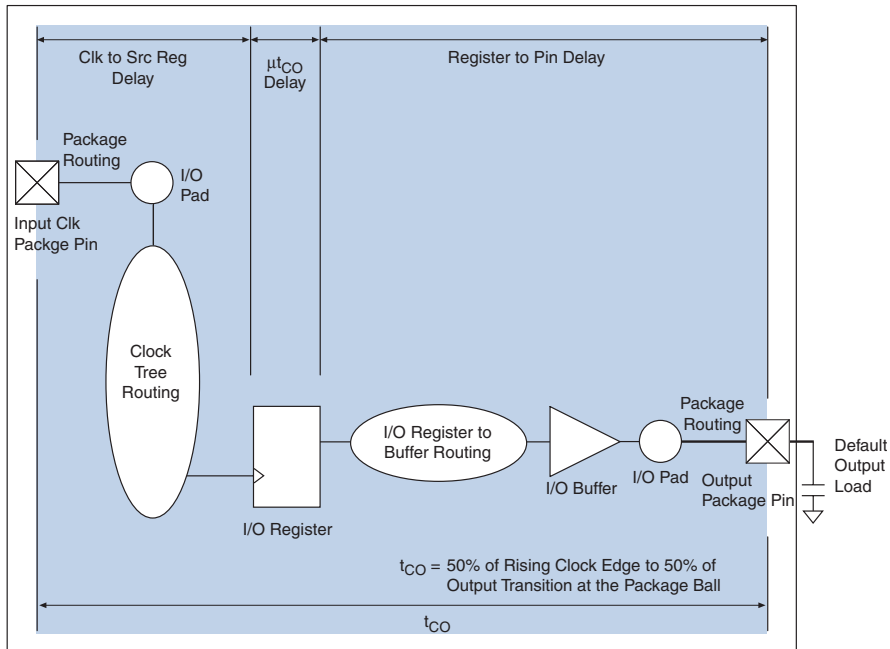 Clk to Src Reg
Delay
μtCO
Delay
Register to Pin Delay
Package
Routing
I/O
Pad
Input Clk
Packge Pin
Clock
Tree
Routing
I/O Register
I/O Register to
Buffer Routing
I/O Buffer
I/O Pad
Package
Routing
Output
Package Pin
Default
Output
Load
tCO = 50% of Rising Clock Edge to 50% of
Output Transition at the Package Ball
tCO